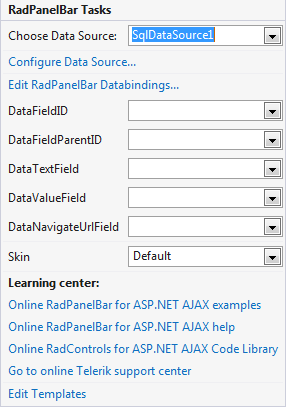 RadPanelBar Tasks
Choose Data Source: SqlDataSource1
Configure Data Source...
Edit RadPanelBar Databindings...
DataFieldID
DataFieldParentID
DataTextField
DataValueField
DataNavigateUrlField
Skin Default
Learning center:
Online RadPanelBar for ASP.NET AJAX examples
Online RadPanelBar for ASP.NET AJAX help
Online RadControls for ASP.NET AJAX Code Library
Go to online Telerik support center
Edit Templates